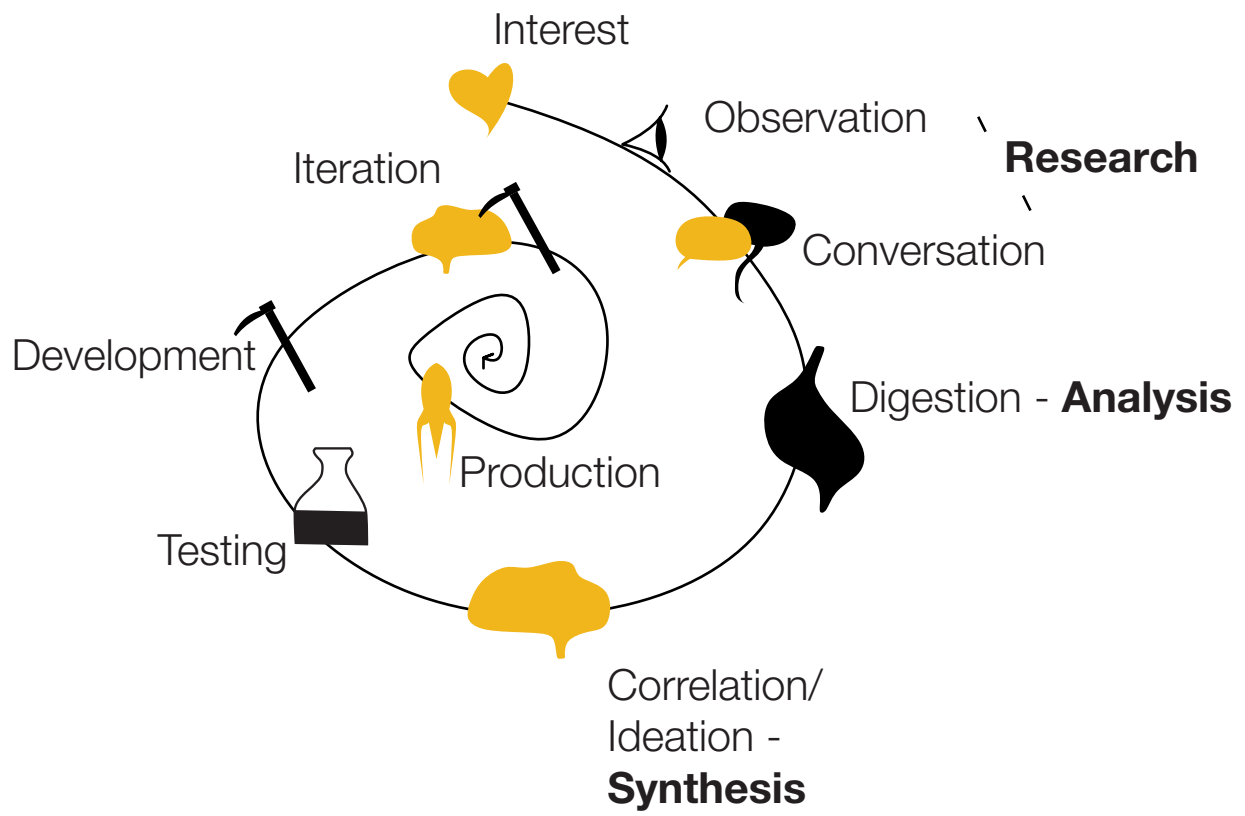 Interest
Observation
Research
Conversation
Digestion - Analysis
Correlation/
Ideation -
Synthesis
Testing
Development
Iteration
Production